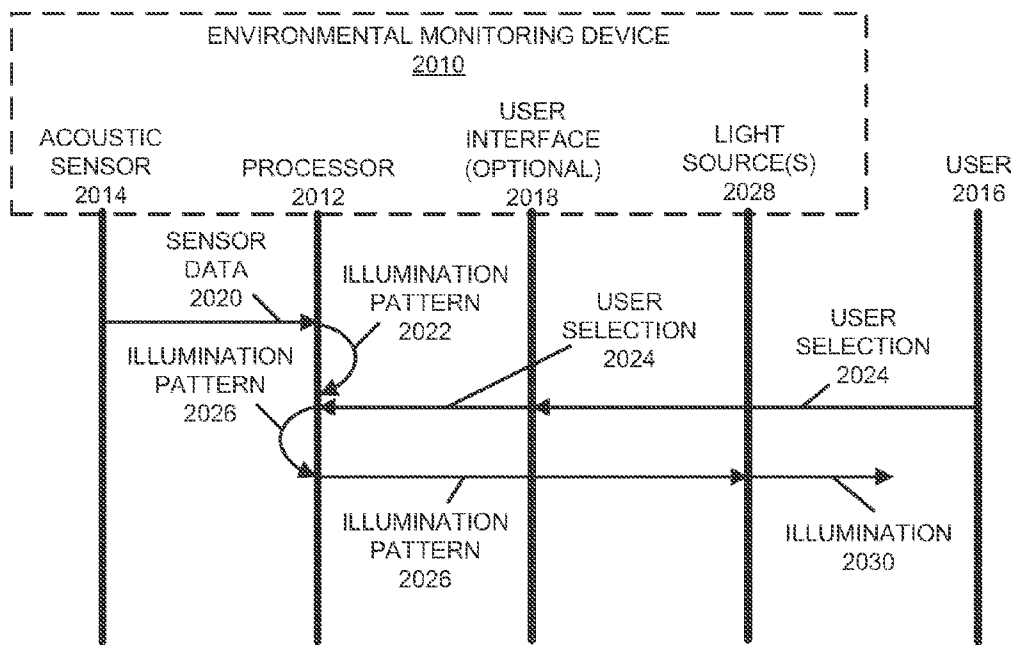 ENVIRONMENTAL MONITORING DEVICE
2010
ACOUSTIC
SENSOR
2014
PROCESSOR
2012
USER
INTERFACE
(OPTIONAL)
2018
LIGHT
SOURCE(S)
2028
USER
2016
SENSOR
DATA
2020
ILLUMINATION
PATTERN
2022
USER
SELECTION
2024
USER
SELECTION
2024
ILLUMINATION
PATTERN
2026
ILLUMINATION
PATTERN
2026
ILLUMINATION
2030